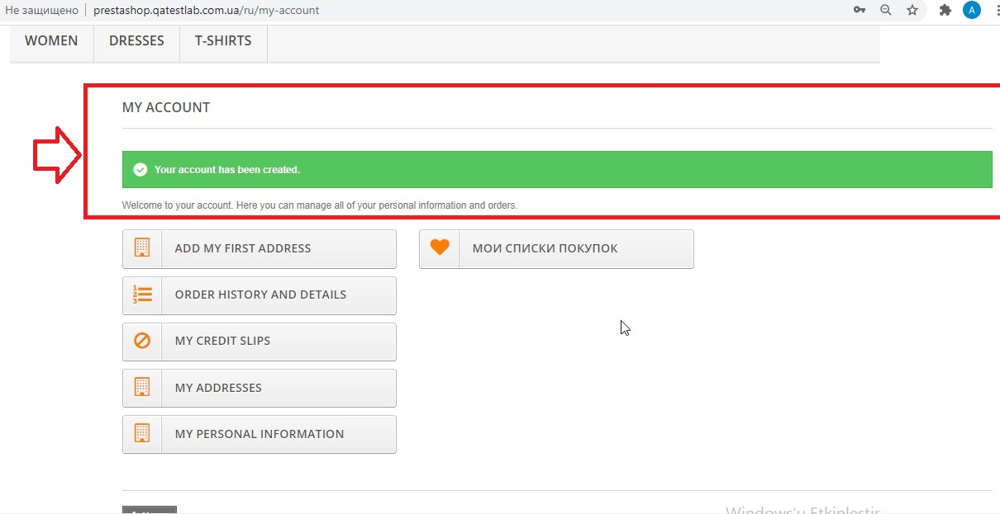 Не защищено | prestashop.qatestlab.com.ua/ru/my-account
A
WOMEN DRESSES T-SHIRTS
MY ACCOUNT
Your account has been created.
Welcome to your account. Here you can manage all of your personal information and orders.
ADD MY FIRST ADDRESS
МОИ СПИСКИ ПОКУПОК
ORDER HISTORY AND DETAILS
MY CREDIT SLIPS
MY ADDRESSES
MY PERSONAL INFORMATION
Windows'u Etkinleştir